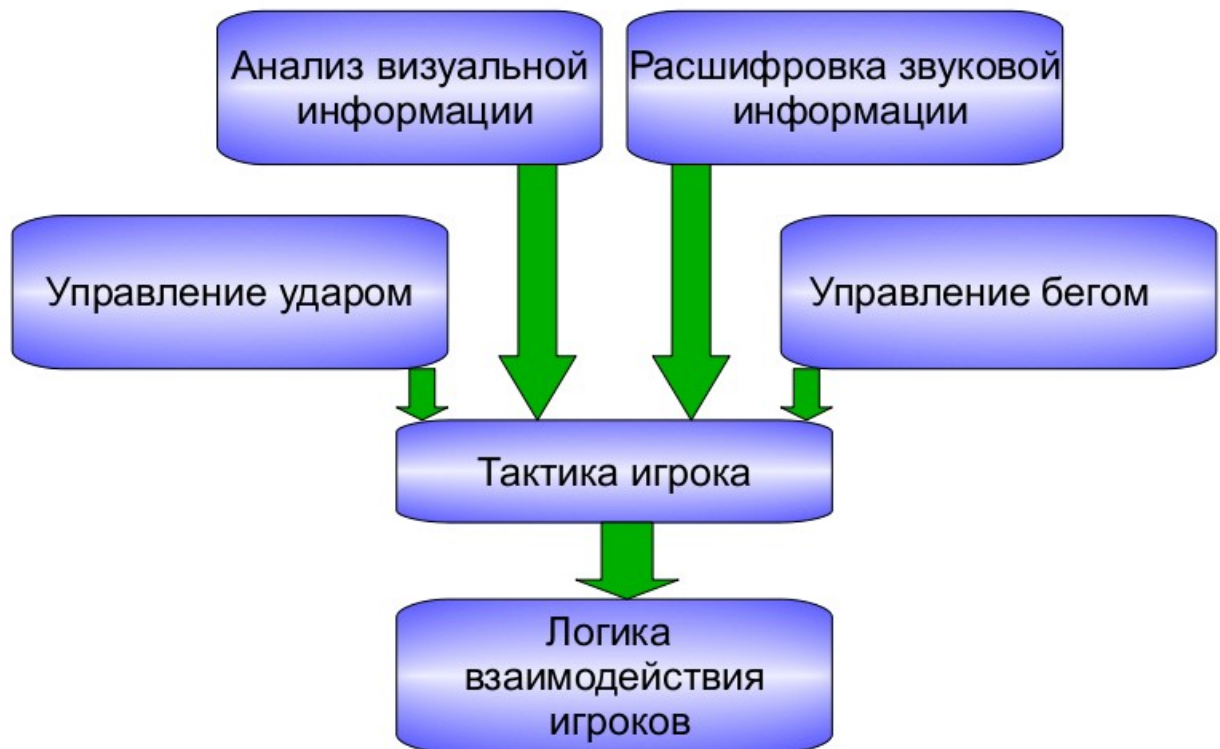 Анализ визуальной
информации
Расшифровка звуковой
информации
Управление ударом
Управление бегом
Тактика игрока
Логика
взаимодействия
игроков